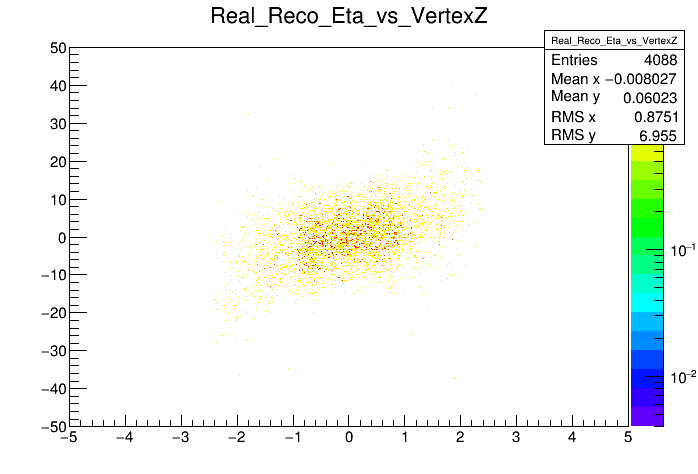 Real_Reco_Eta_vs_VertexZ
Real_Reco_Eta_vs_VertexZ
Entries 4088
Mean x −0.008027
Mean y 0.06023
RMS x 0.8751
RMS y 6.955
50
40
30
20
10
0
−10
−20
−30
−40
−50
−5 −4 −3 −2 −1 0 1 2 3 4 5
10⁻¹
10⁻²